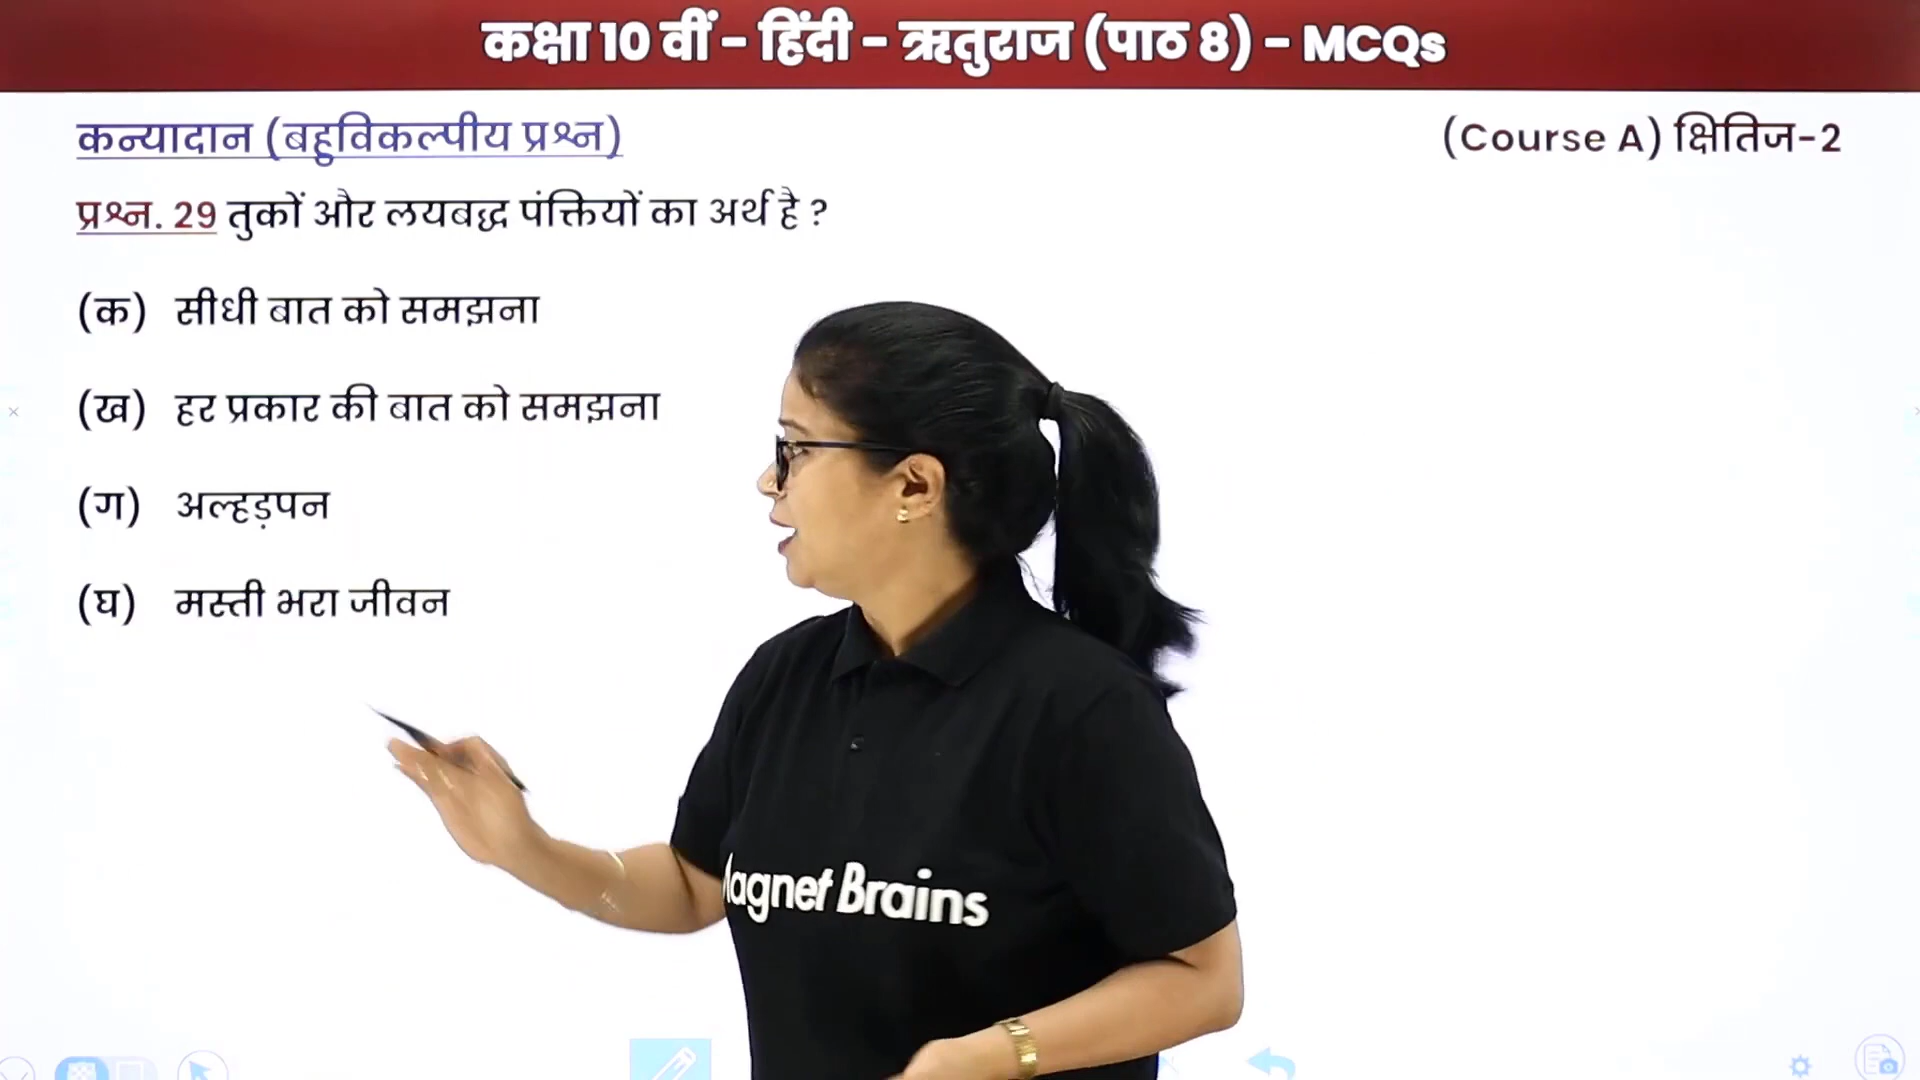 कक्षा 10 वीं - हिंदी - ऋतुराज (पाठ 8) - MCQs
कन्यादान (बहुविकल्पीय प्रश्न)
(Course A) क्षितिज-2
प्रश्न. 29 तुकों और लयबद्ध पंक्तियों का अर्थ है ?
(क) सीधी बात को समझना
(ख) हर प्रकार की बात को समझना
(ग) अल्हड़पन
(घ) मस्ती भरा जीवन
Brains